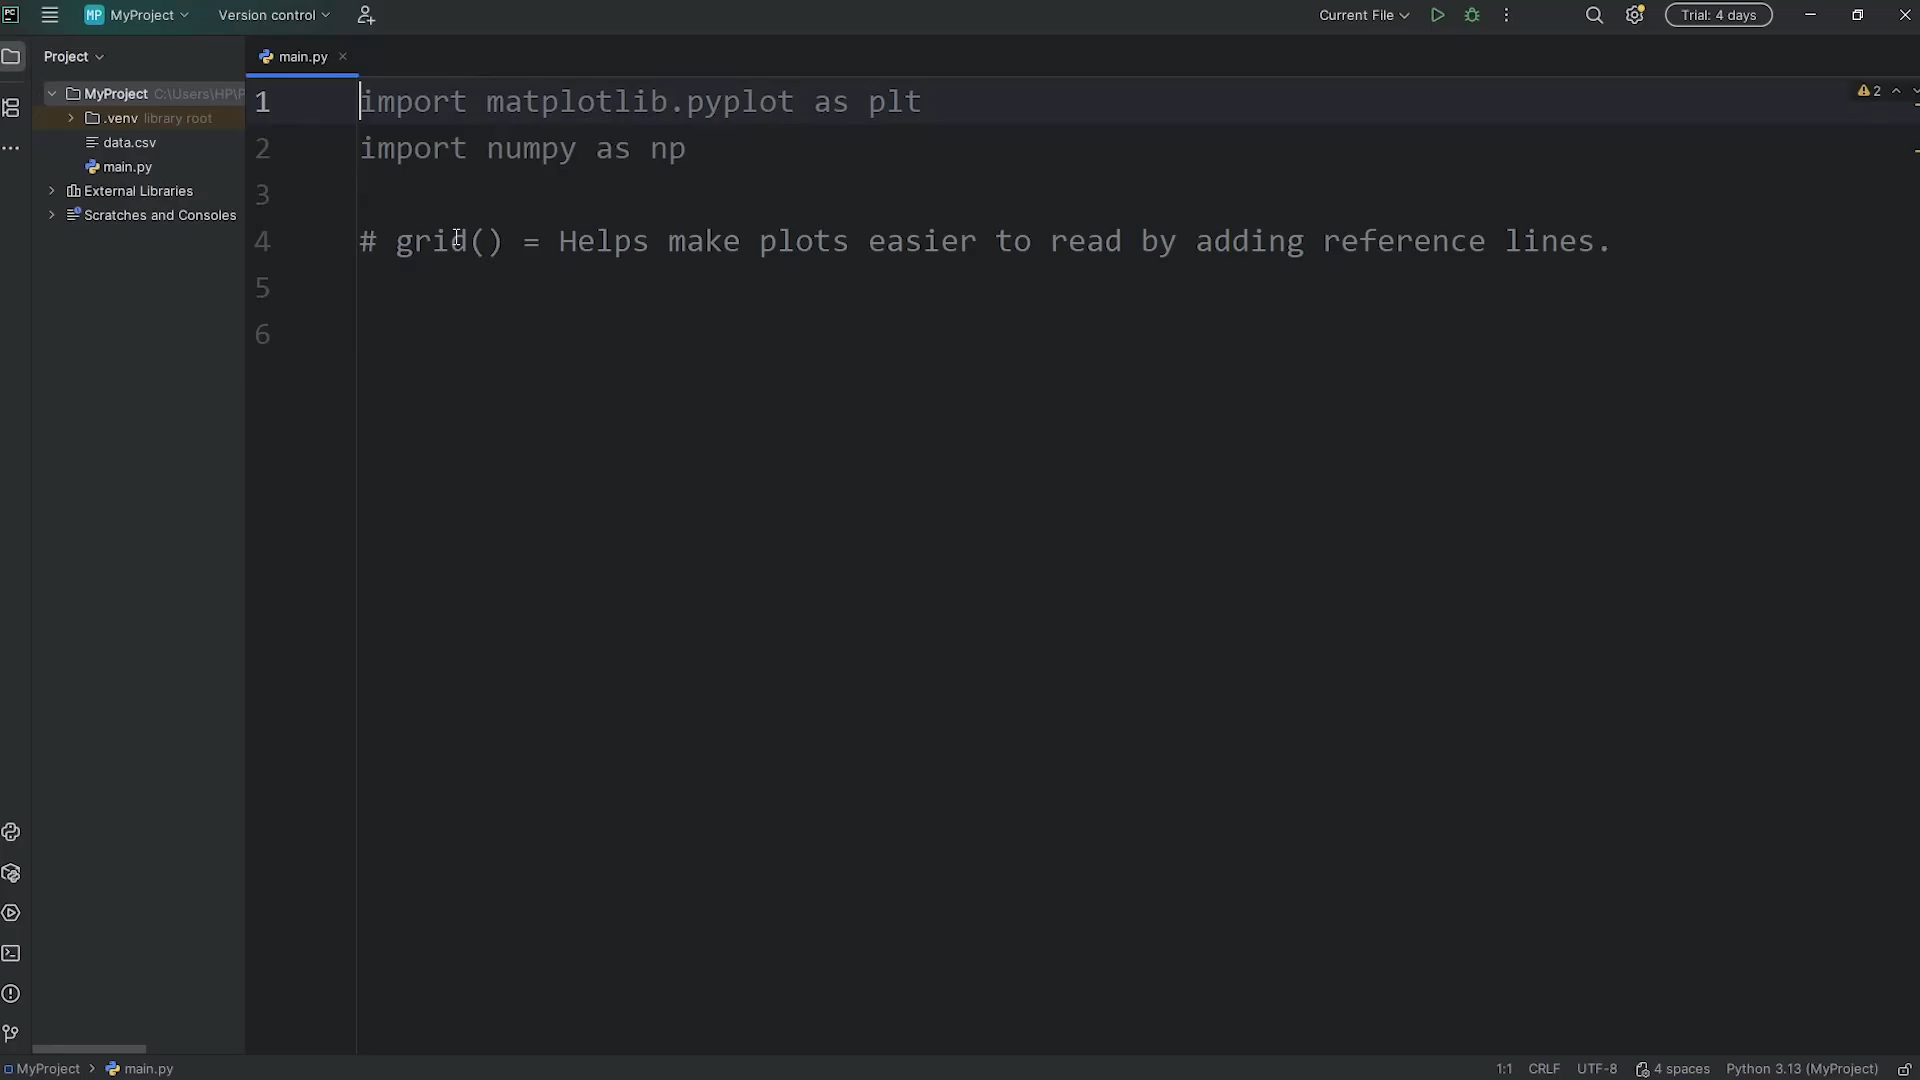 PC
MP MyProject
Version control
Current File
Trial: 4 days
Project
main.py
MyProject C:\Users\HP\P
.venv library root
data.csv
main.py
External Libraries
Scratches and Consoles
1 import matplotlib.pyplot as plt
2 import numpy as np
3
4 # grid() = Helps make plots easier to read by adding reference lines.
5
6
2
MyProject > main.py
1:1 CRLF UTF-8 4 spaces Python 3.13 (MyProject)